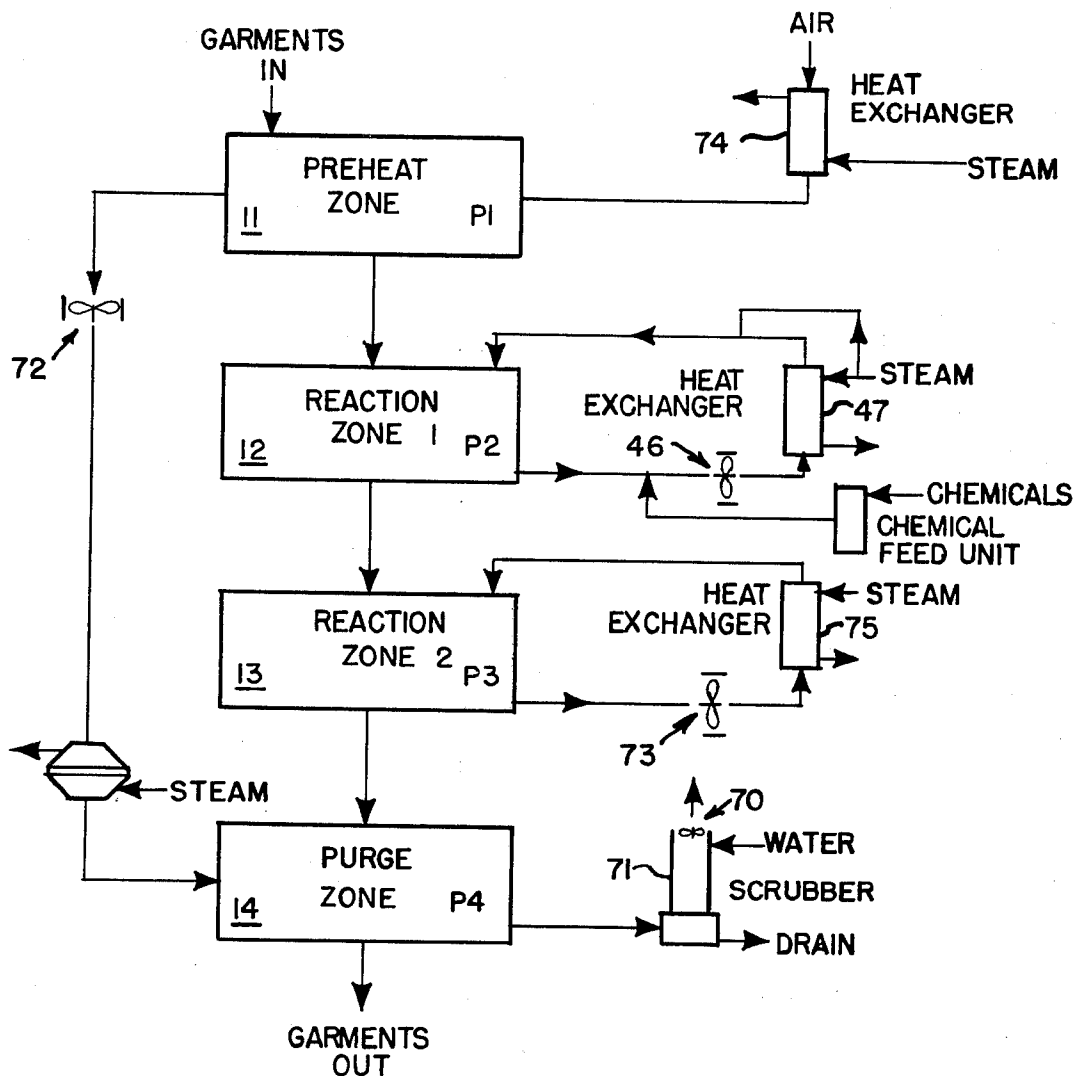 GARMENTS
IN
AIR
HEAT
EXCHANGER
74
STEAM
PREHEAT
ZONE
11
P1
72
REACTION
ZONE 1
12
P2
HEAT
EXCHANGER
46
STEAM
47
CHEMICALS
CHEMICAL
FEED UNIT
REACTION
ZONE 2
13
P3
HEAT
EXCHANGER
STEAM
75
73
STEAM
PURGE
ZONE
14
P4
70
WATER
71
SCRUBBER
DRAIN
GARMENTS
OUT